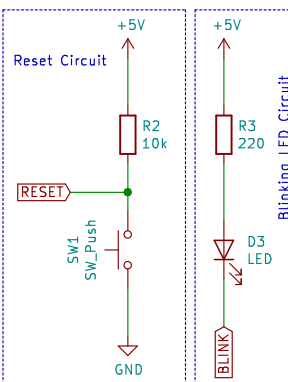 +5V
Reset Circuit
R2
10k
RESET
SW1
SW_Push
GND
+5V
R3
220
Blinking LED Circuit
D3
LED
BLINK